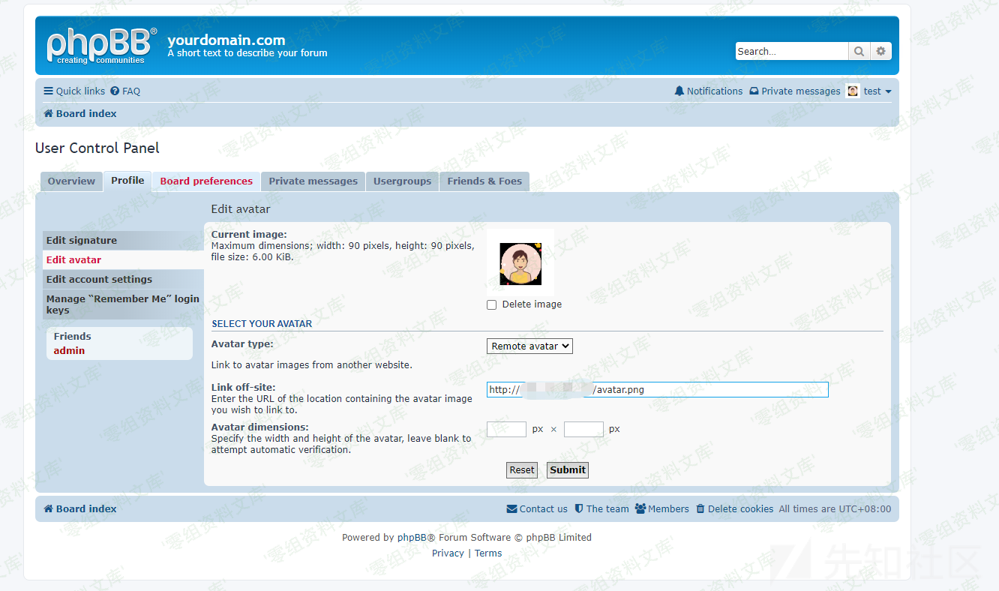 phpBB®
creating communities
yourdomain.com
A short text to describe your forum
Search…
Quick links FAQ
Notifications Private messages test
Board index
User Control Panel
Overview Profile Board preferences Private messages Usergroups Friends & Foes
Edit avatar
Edit signature
Edit avatar
Edit account settings
Manage “Remember Me” login
keys
Friends
admin
Current image:
Maximum dimensions; width: 90 pixels, height: 90 pixels,
file size: 6.00 KiB.
Delete image
SELECT YOUR AVATAR
Avatar type:
Remote avatar
Link to avatar images from another website.
Link off-site:
Enter the URL of the location containing the avatar image
you wish to link to.
http:// /avatar.png
Avatar dimensions:
Specify the width and height of the avatar, leave blank to
attempt automatic verification.
px × px
Reset Submit
Board index
Contact us The team Members Delete cookies All times are UTC+08:00
Powered by phpBB® Forum Software © phpBB Limited
Privacy | Terms
'零组资料文库'
先知社区